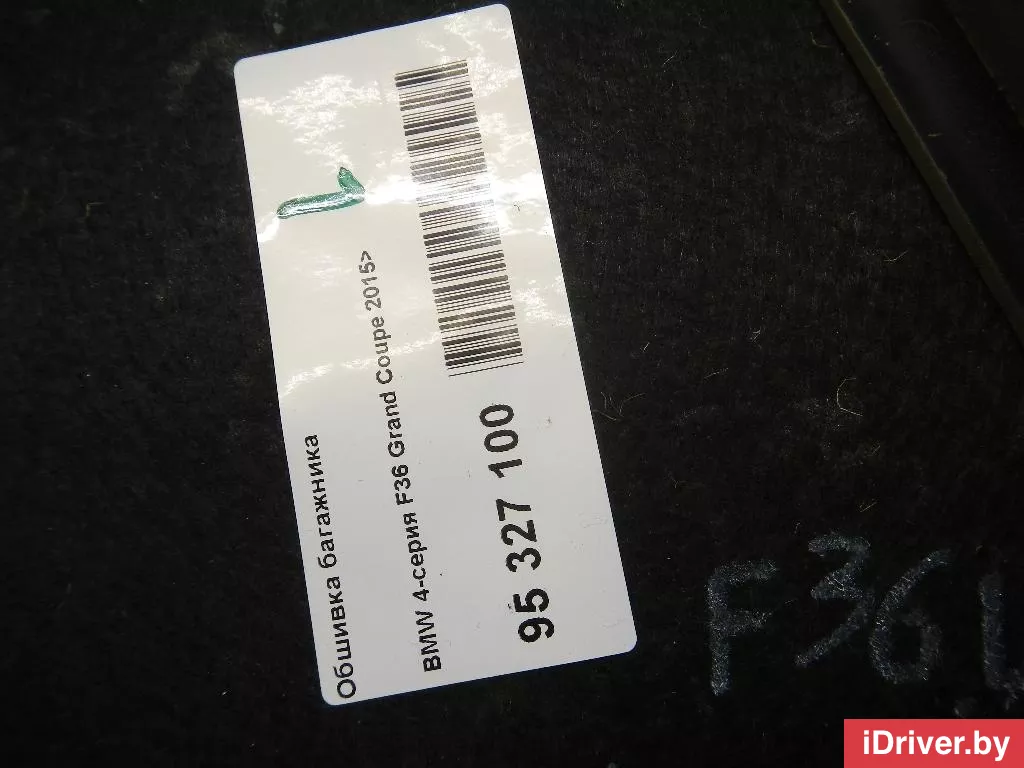 Обшивка багажника
BMW 4-серия F36 Grand Coupe 2015>
95 327 100
F36 L
iDriver.by